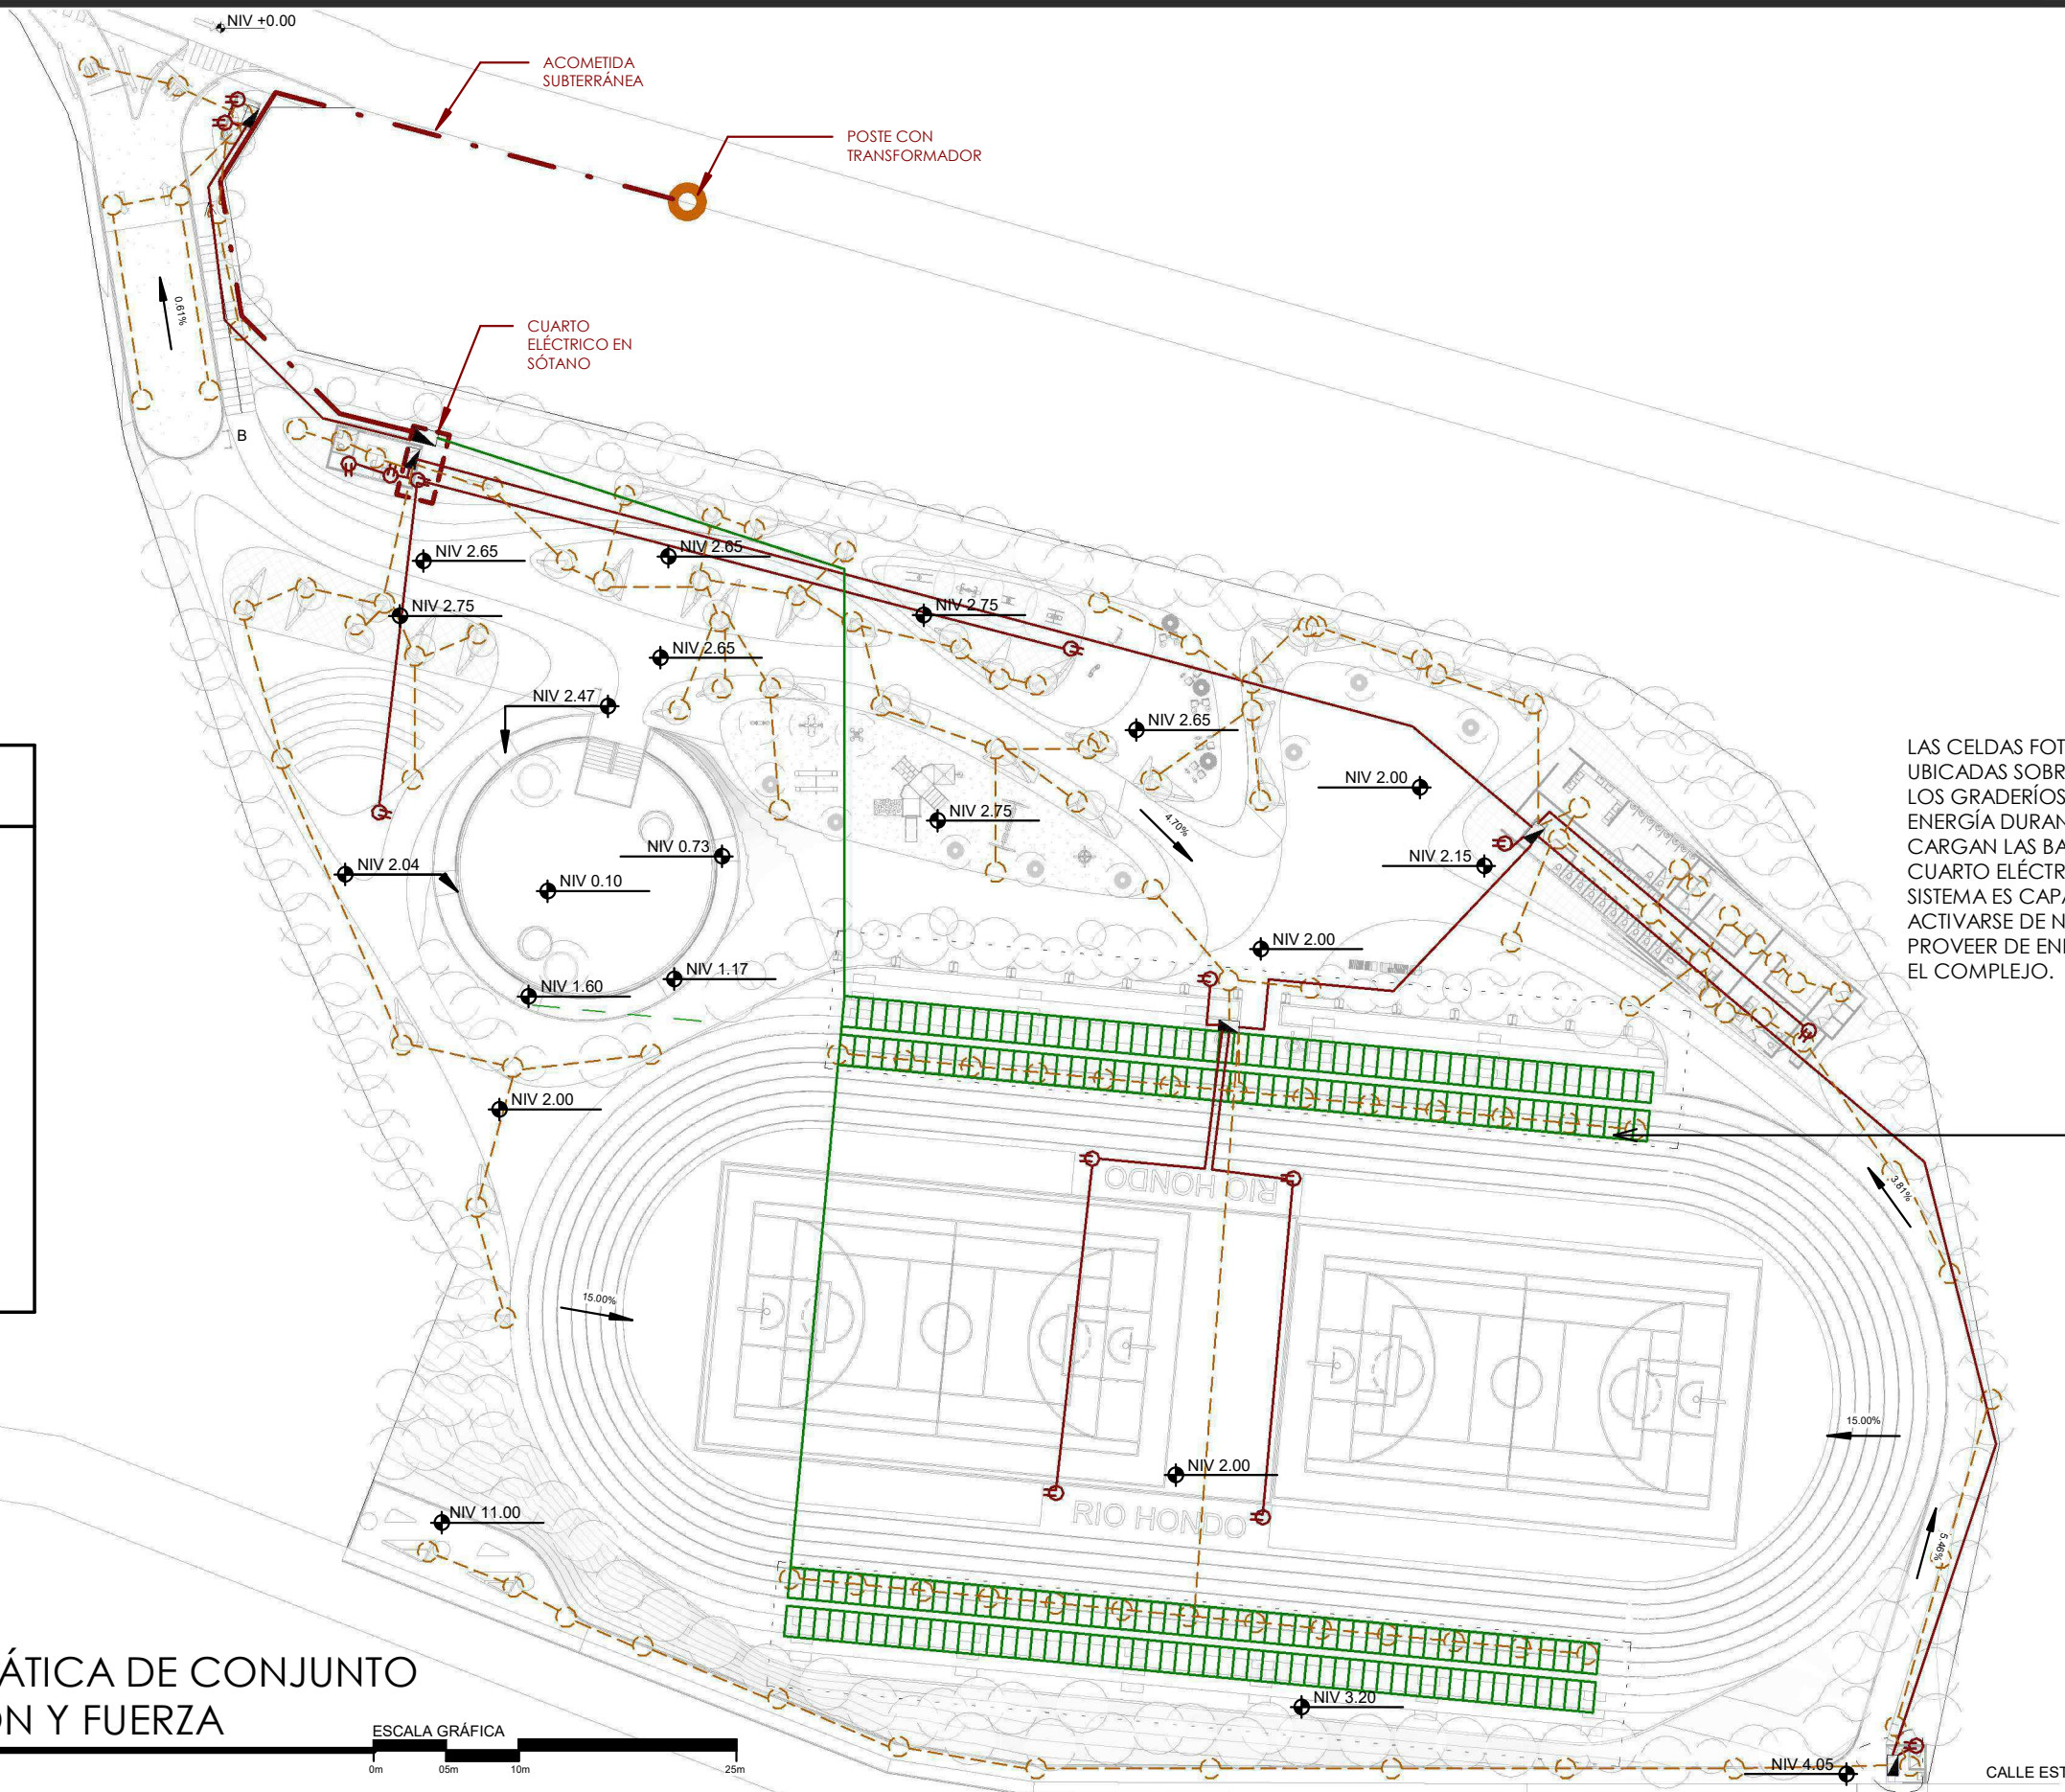 NIV +0.00
ACOMETIDA
SUBTERRÁNEA
POSTE CON
TRANSFORMADOR
0.61%
CUARTO
ELÉCTRICO EN
SÓTANO
B
NIV 2.65
NIV 2.65
NIV 2.75
NIV 2.75
NIV 2.65
NIV 2.47
NIV 2.65
NIV 2.00
LAS CELDAS FOT
UBICADAS SOBR
LOS GRADERÍOS
ENERGÍA DURAN
CARGAN LAS BA
CUARTO ELÉCTR
SISTEMA ES CAPA
ACTIVARSE DE N
PROVEER DE ENE
EL COMPLEJO.
4.70%
NIV 2.75
NIV 0.73
NIV 2.15
NIV 2.04
NIV 0.10
NIV 2.00
NIV 1.17
NIV 1.60
NIV 2.00
RIO HONDO
3.81%
15.00%
15.00%
NIV 2.00
RIO HONDO
NIV 11.00
5.46%
ÁTICA DE CONJUNTO
ÓN Y FUERZA
ESCALA GRÁFICA
0m 05m 10m 25m
NIV 3.20
NIV 4.05
CALLE EST